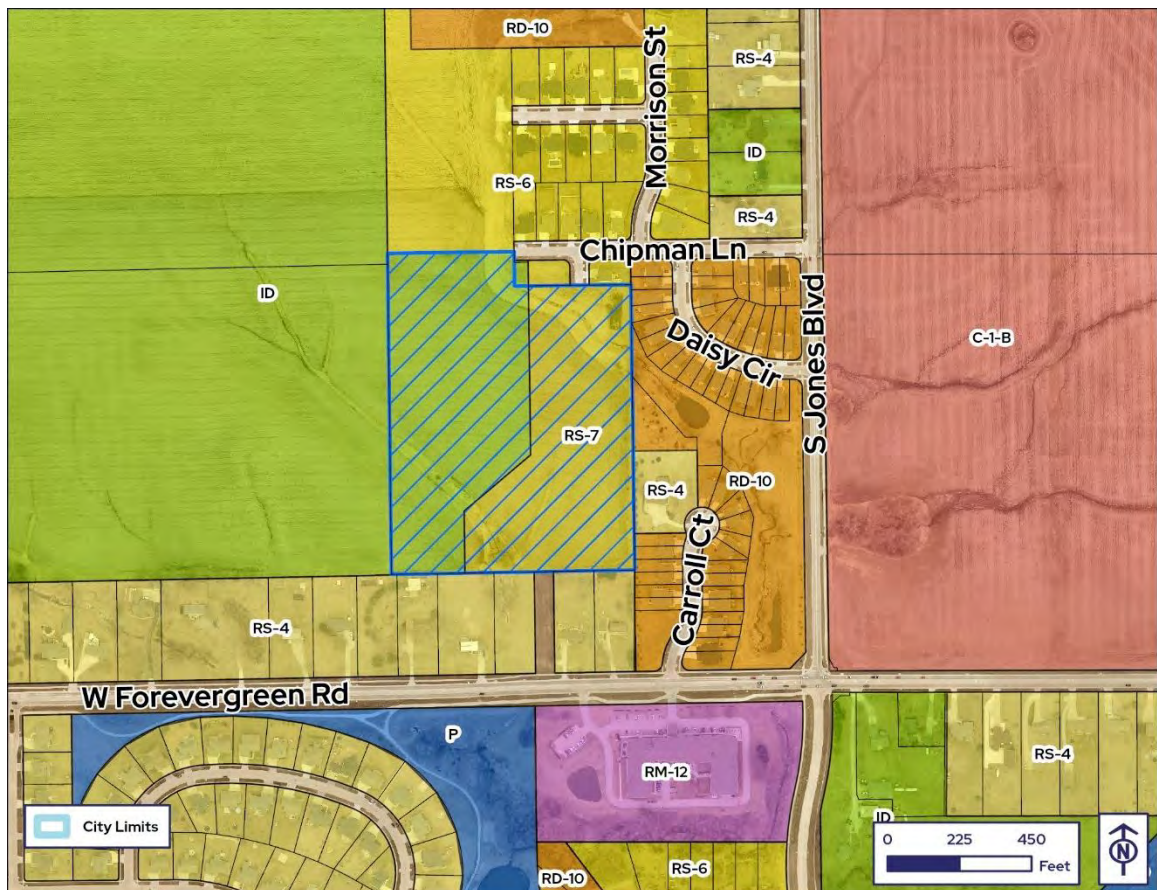 RD-10
Morrison St
RS-4
ID
RS-6
RS-4
Chipman Ln
ID
Daisy Cir
S Jones Blvd
C-1-B
RS-7
RS-4
RD-10
Carroll Ct
RS-4
W Forevergreen Rd
P
RM-12
RS-4
City Limits
ID
0 225 450
Feet
N
RD-10
RS-6